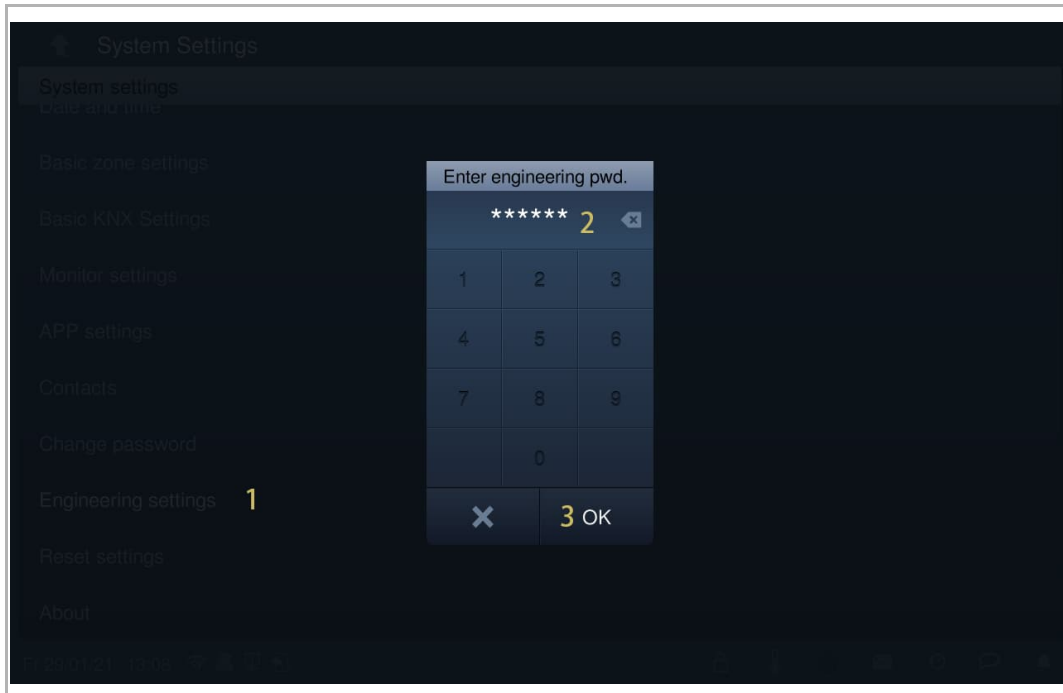 System Settings
System settings
Date and time
Basic zone settings
Basic KNX Settings
Monitor settings
APP settings
Contacts
Change password
Engineering settings 1
Reset settings
About
Enter engineering pwd.
****** 2
1 2 3
4 5 6
7 8 9
0
3 OK
13:08